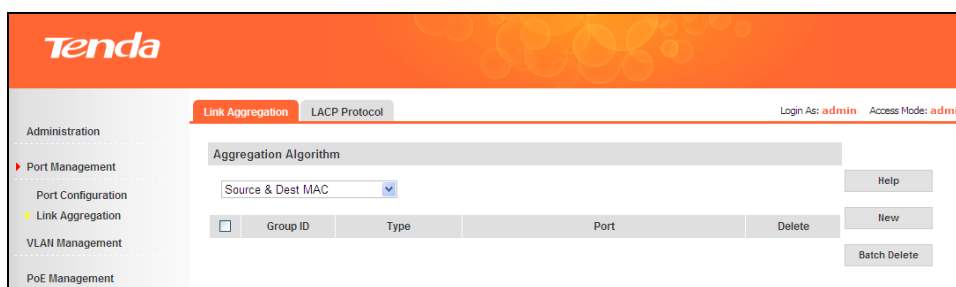 Tenda
Link Aggregation LACP Protocol Login As: admin Access Mode: admi
Administration
Port Management
Port Configuration
Link Aggregation
VLAN Management
PoE Management
Aggregation Algorithm
Source & Dest MAC
Group ID Type Port Delete
Help
New
Batch Delete